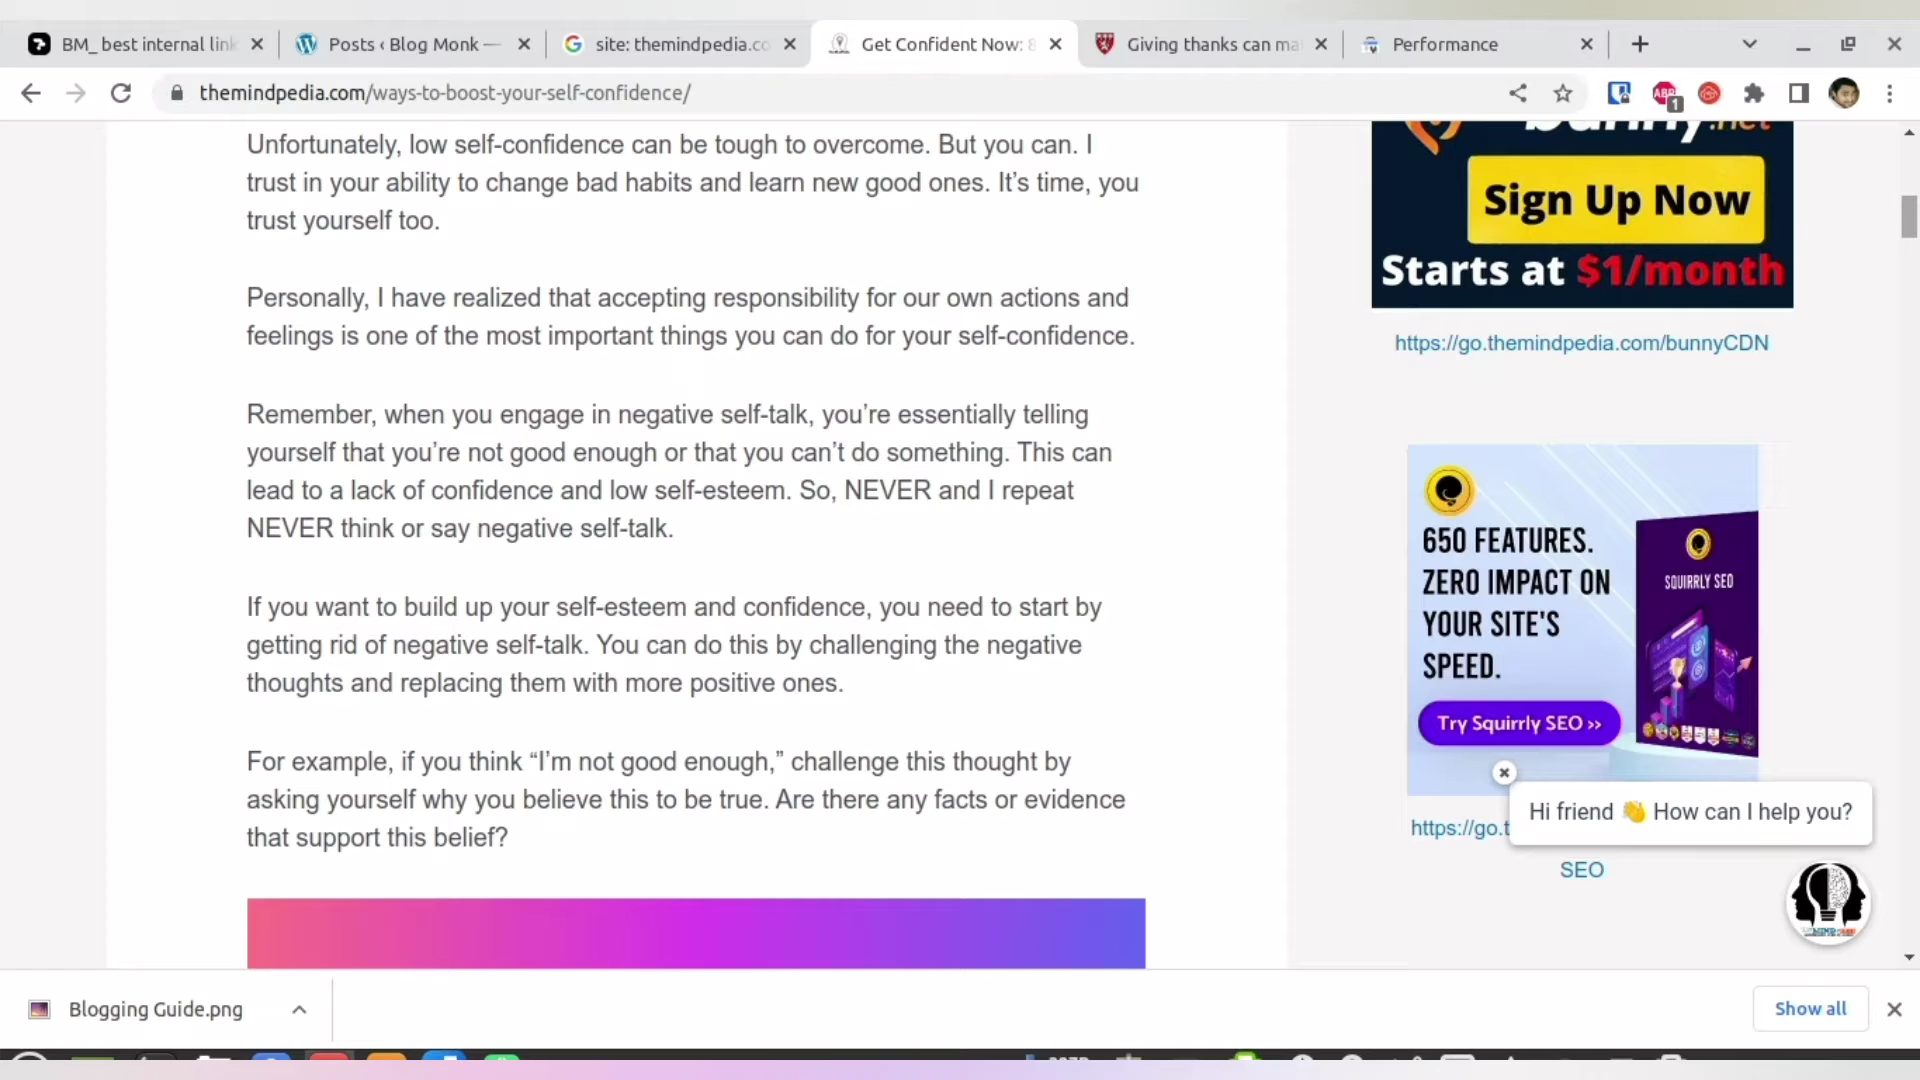 BM_ best internal link
Posts ‹ Blog Monk —
site: themindpedia.co
Get Confident Now: 8
Giving thanks can ma
Performance
themindpedia.com/ways-to-boost-your-self-confidence/
ABP
1
Unfortunately, low self-confidence can be tough to overcome. But you can. I
trust in your ability to change bad habits and learn new good ones. It’s time, you
trust yourself too.
Personally, I have realized that accepting responsibility for our own actions and
feelings is one of the most important things you can do for your self-confidence.
Remember, when you engage in negative self-talk, you’re essentially telling
yourself that you’re not good enough or that you can’t do something. This can
lead to a lack of confidence and low self-esteem. So, NEVER and I repeat
NEVER think or say negative self-talk.
If you want to build up your self-esteem and confidence, you need to start by
getting rid of negative self-talk. You can do this by challenging the negative
thoughts and replacing them with more positive ones.
For example, if you think “I’m not good enough,” challenge this thought by
asking yourself why you believe this to be true. Are there any facts or evidence
that support this belief?
bunny.net
Sign Up Now
Starts at $1/month
https://go.themindpedia.com/bunnyCDN
650 FEATURES.
ZERO IMPACT ON
YOUR SITE'S
SPEED.
SQUIRRLY SEO
Try Squirrly SEO >>
https://go.t
SEO
Hi friend 👋 How can I help you?
Blogging Guide.png
Show all